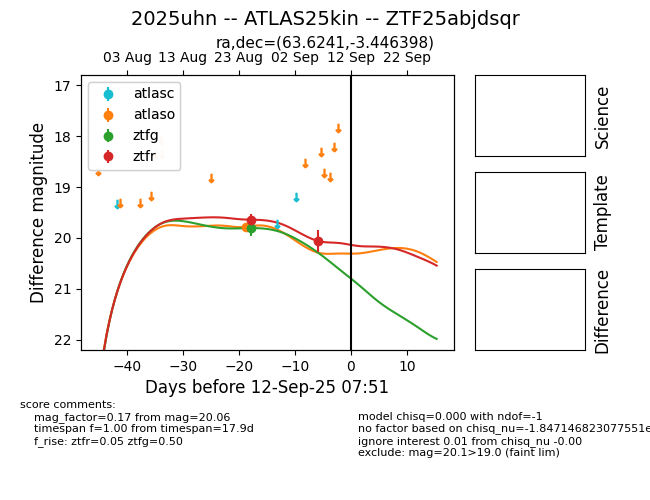 2025uhn -- ATLAS25kin -- ZTF25abjdsqr
ra,dec=(63.6241,-3.446398)
03 Aug 13 Aug 23 Aug 02 Sep 12 Sep 22 Sep
atlasc
atlaso
ztfg
ztfr
17
18
19
20
21
22
Difference magnitude
−40 −30 −20 −10 0 10
Days before 12-Sep-25 07:51
Science
Template
Difference
score comments:
mag_factor=0.17 from mag=20.06
timespan f=1.00 from timespan=17.9d
f_rise: ztfr=0.05 ztfg=0.50
model chisq=0.000 with ndof=-1
no factor based on chisq_nu=-1.847146823077551e
ignore interest 0.01 from chisq_nu -0.00
exclude: mag=20.1>19.0 (faint lim)